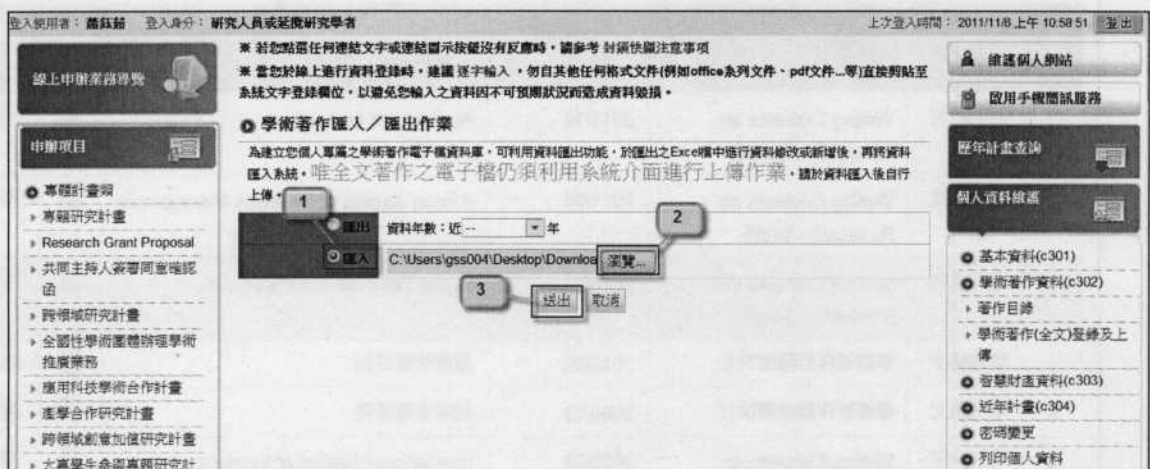 登入使用者： 蕭鈺茹 登入身分： 研究人員或延攬研究學者 上次登入時間： 2011/11/8 上午 10:58:51 登出
線上申辦業務導覽
申辦項目
專題計畫類
專題研究計畫
Research Grant Proposal
共同主持人簽署同意確認
函
跨領域研究計畫
全國性學術團體辦理學術
推廣業務
應用科技學術合作計畫
產學合作研究計畫
跨領域創意加值研究計畫
大專學生參與專題研究計
※ 若您點選任何連結文字或連結圖示按鈕沒有反應時，請參考 封鎖快顯注意事項
※ 當您於線上進行資料登錄時，建議 逐字輸入 ，勿自其他任何格式文件(例如office系列文件、pdf文件...等)直接剪貼至
系統文字登錄欄位，以避免您輸入之資料因不可預期狀況而造成資料毀損。
學術著作匯入／匯出作業
為建立您個人專屬之學術著作電子檔資料庫，可利用資料匯出功能，於匯出之Excel檔中進行資料修改或新增後，再將資料
匯入系統。唯全文著作之電子檔仍須利用系統介面進行上傳作業，請於資料匯入後自行
上傳。
1
匯出 資料年數：近 -- 年
2
匯入 C:\Users\gss004\Desktop\Downloa 瀏覽...
3
送出 取消
維護個人網站
啟用手機簡訊服務
歷年計畫查詢
個人資料維護
基本資料(c301)
學術著作資料(c302)
著作目錄
學術著作(全文)登錄及上
傳
智慧財產資料(c303)
近年計畫(c304)
密碼變更
列印個人資料